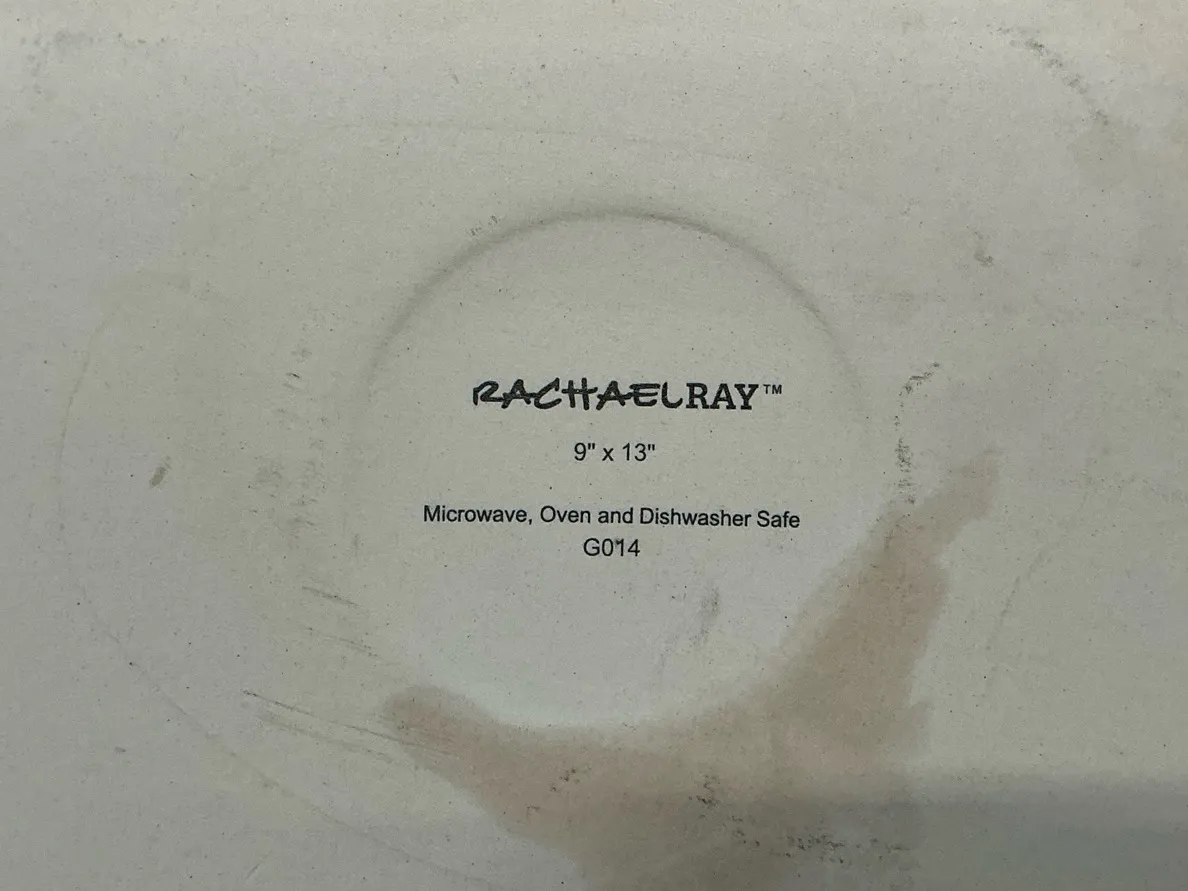 RACHAELRAY™
9" x 13"
Microwave, Oven and Dishwasher Safe
G014